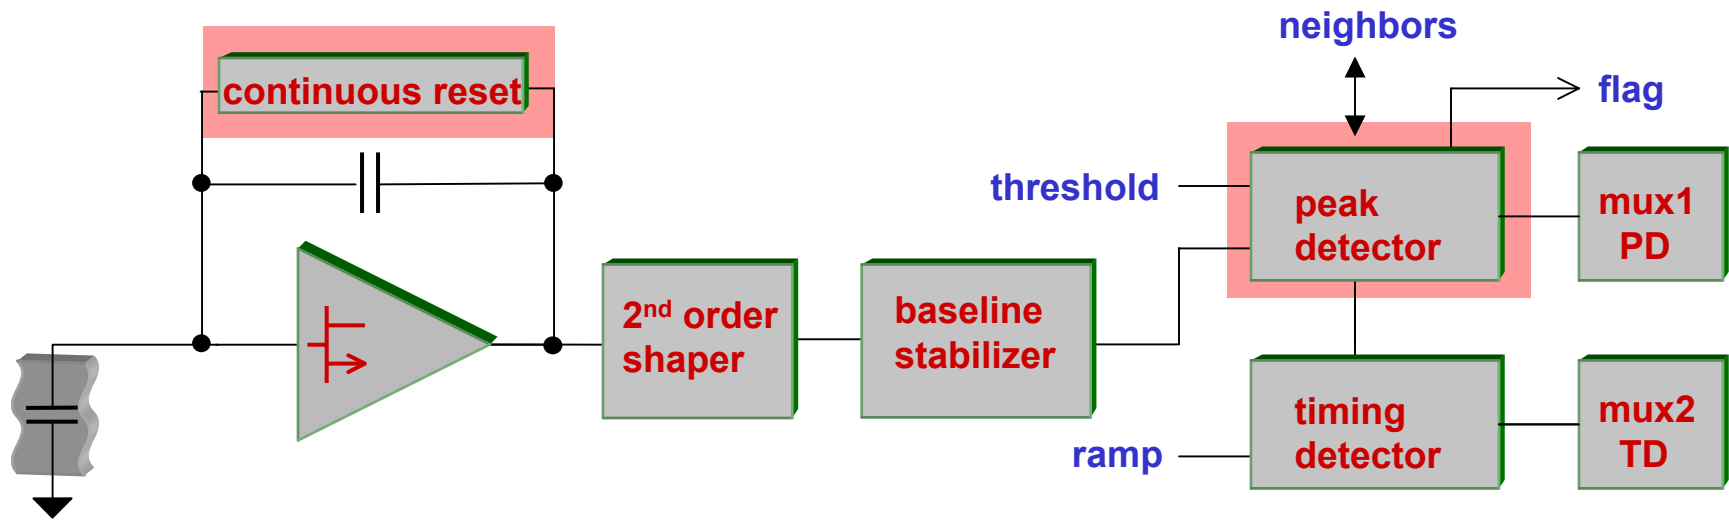 neighbors
continuous reset
flag
threshold
peak
detector
mux1
PD
2nd order
shaper
baseline
stabilizer
timing
detector
mux2
TD
ramp